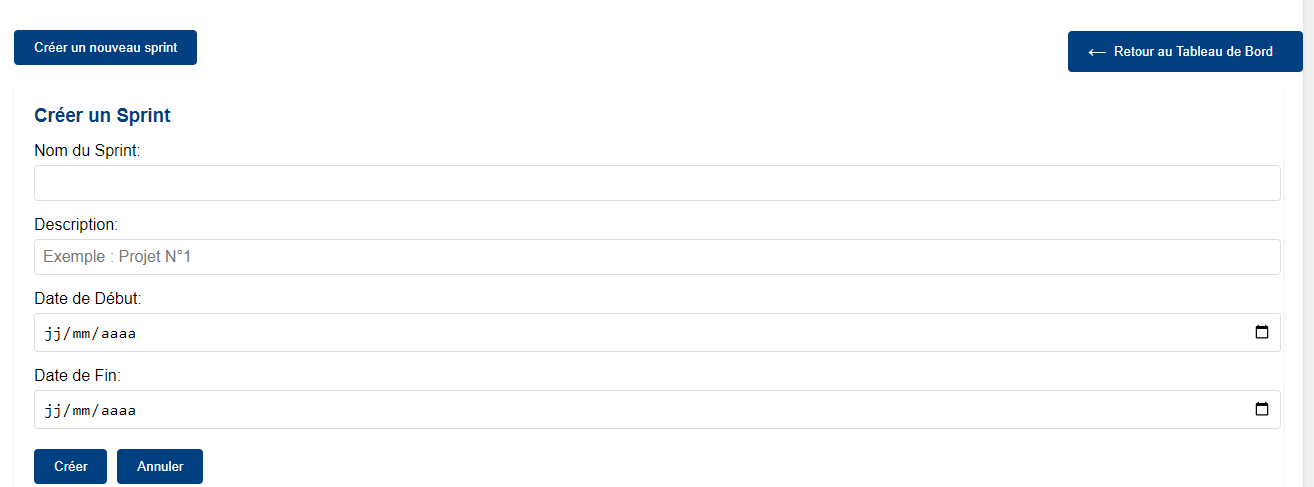 Créer un nouveau sprint
← Retour au Tableau de Bord
Créer un Sprint
Nom du Sprint:
Description:
Exemple : Projet N°1
Date de Début:
jj/mm/aaaa
Date de Fin:
jj/mm/aaaa
Créer
Annuler